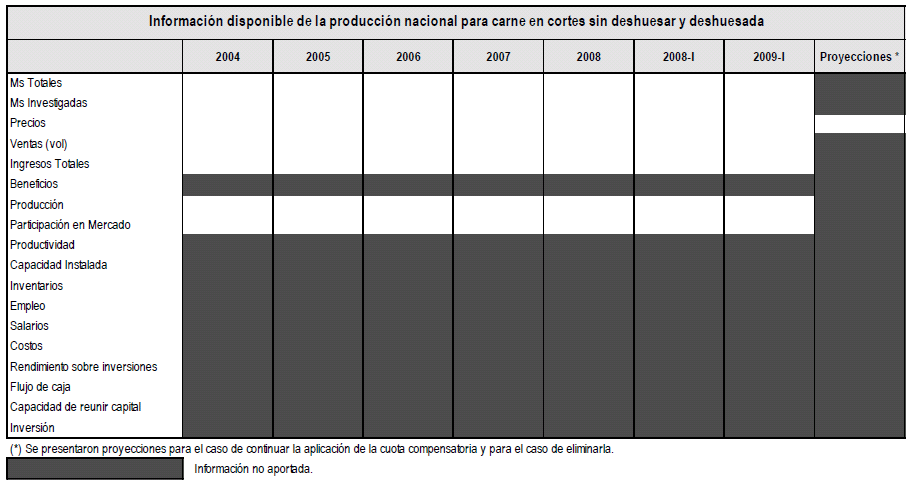 Información disponible de la producción nacional para carne en cortes sin deshuesar y deshuesada
2004 2005 2006 2007 2008 2008-I 2009-I Proyecciones *
Ms Totales
Ms Investigadas
Precios
Ventas (vol)
Ingresos Totales
Beneficios
Producción
Participación en Mercado
Productividad
Capacidad Instalada
Inventarios
Empleo
Salarios
Costos
Rendimiento sobre inversiones
Flujo de caja
Capacidad de reunir capital
Inversión
(*) Se presentaron proyecciones para el caso de continuar la aplicación de la cuota compensatoria y para el caso de eliminarla.
Información no aportada.